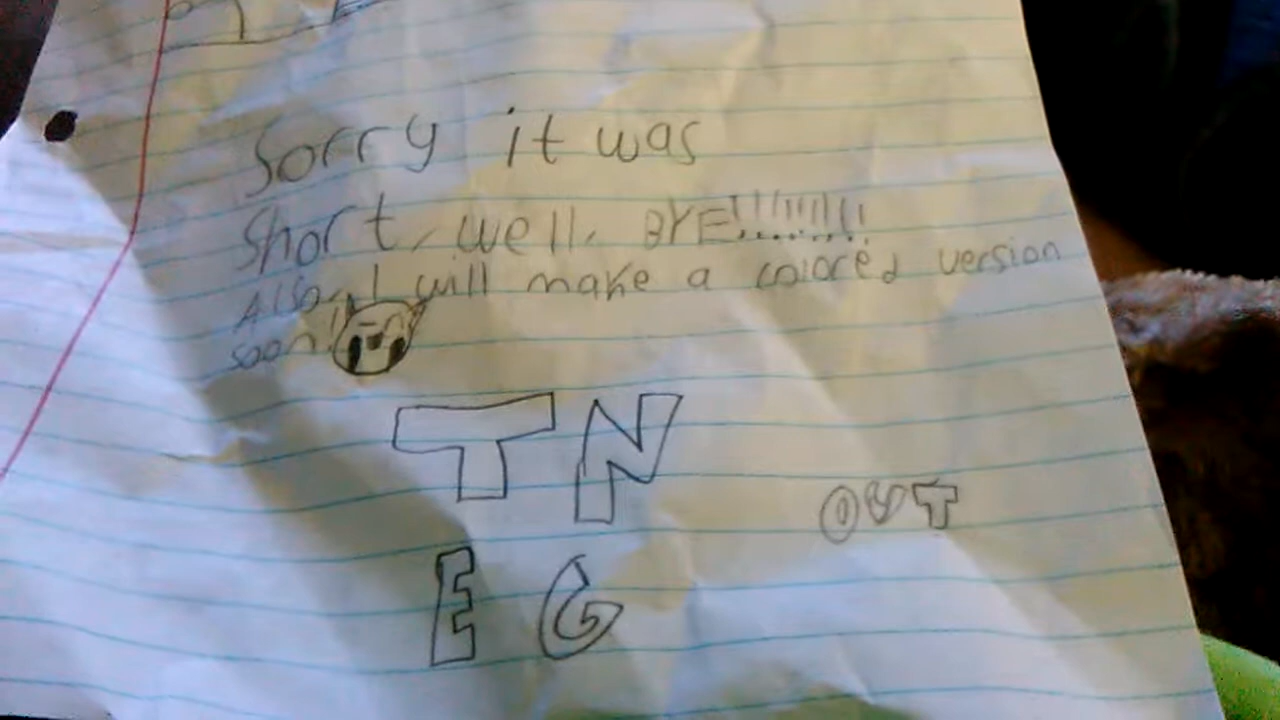 Sorry it was
Short, well, BYE!!!!!!!!!
Also, I will make a colored version
soon!
TN
OUT
EG